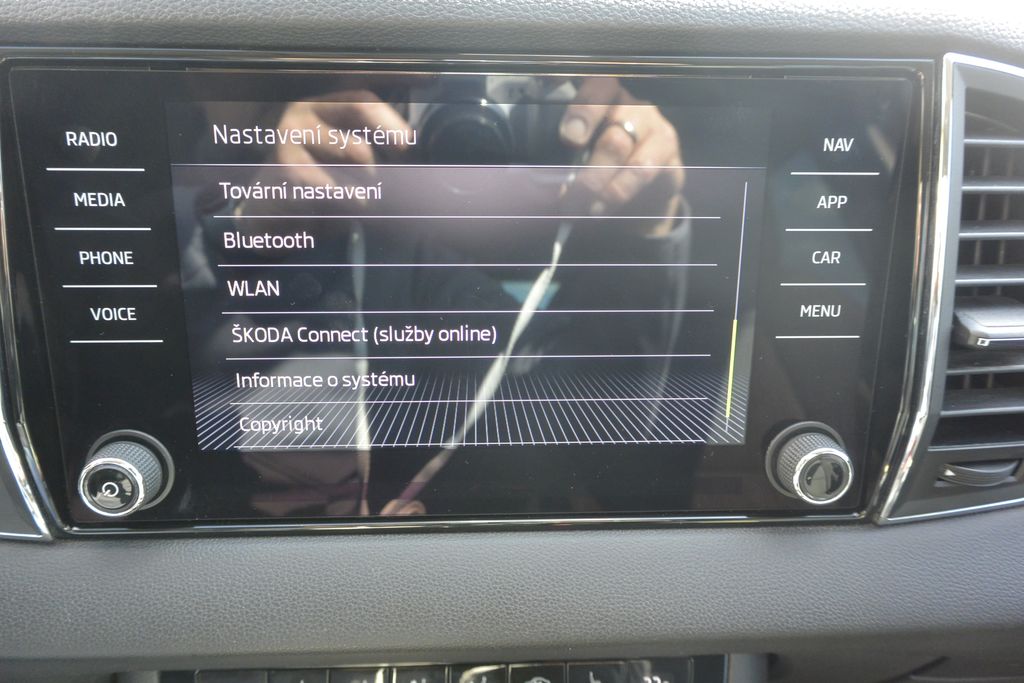 RADIO
MEDIA
PHONE
VOICE
Nastavení systému
Tovární nastavení
Bluetooth
WLAN
ŠKODA Connect (služby online)
Informace o systému
Copyright
NAV
APP
CAR
MENU